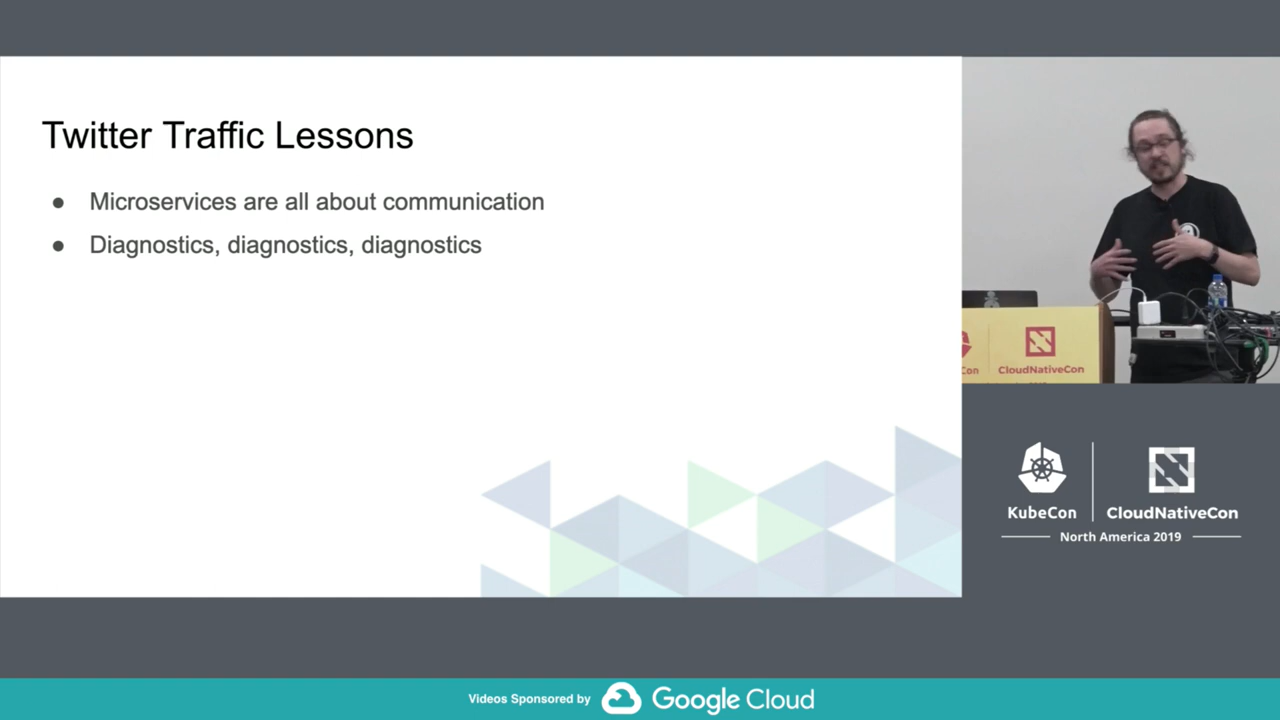 Twitter Traffic Lessons
● Microservices are all about communication
● Diagnostics, diagnostics, diagnostics
Con
CloudNativeCon
KubeCon
CloudNativeCon
North America 2019
Videos Sponsored by
Google Cloud